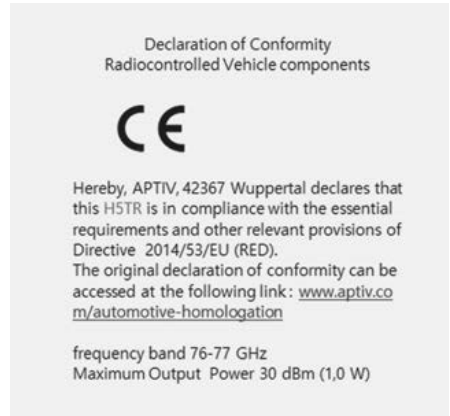 Declaration of Conformity
Radiocontrolled Vehicle components
CE
Hereby, APTIV, 42367 Wuppertal declares that
this H5TR is in compliance with the essential
requirements and other relevant provisions of
Directive 2014/53/EU (RED).
The original declaration of conformity can be
accessed at the following link: www.aptiv.co
m/automotive-homologation
frequency band 76-77 GHz
Maximum Output Power 30 dBm (1,0 W)